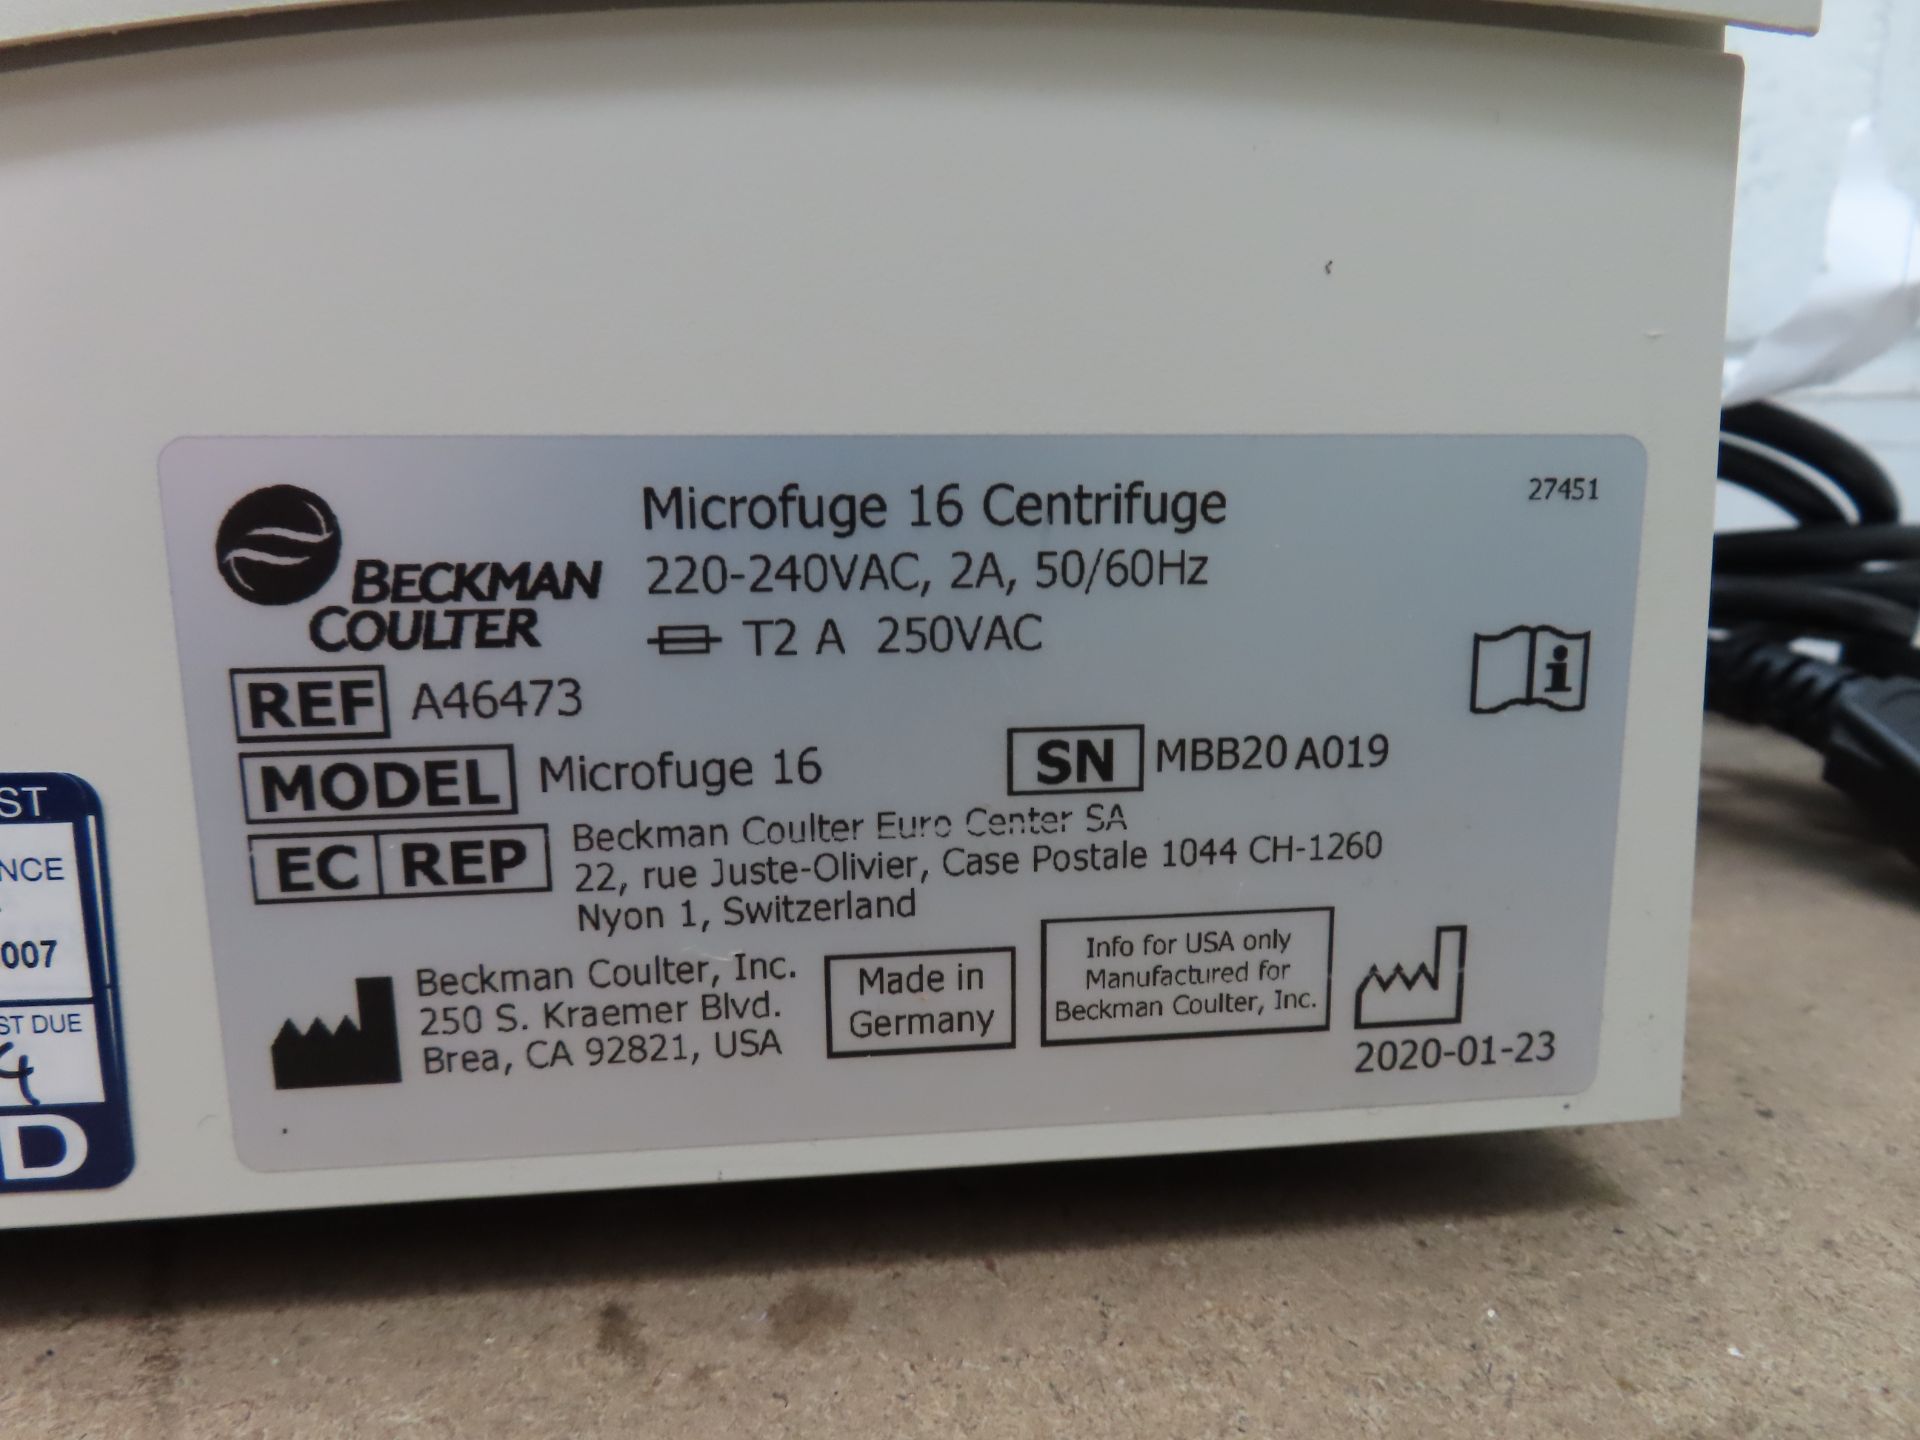 Microfuge 16 Centrifuge
27451
BECKMAN
COULTER
220-240VAC, 2A, 50/60Hz
T2 A 250VAC
REF A46473
MODEL Microfuge 16
SN MBB20A019
EC REP
Beckman Coulter Euro Center SA
22, rue Juste-Olivier, Case Postale 1044 CH-1260
Nyon 1, Switzerland
Beckman Coulter, Inc.
250 S. Kraemer Blvd.
Brea, CA 92821, USA
Made in
Germany
Info for USA only
Manufactured for
Beckman Coulter, Inc.
2020-01-23
ST
NCE
007
ST DUE
4
D